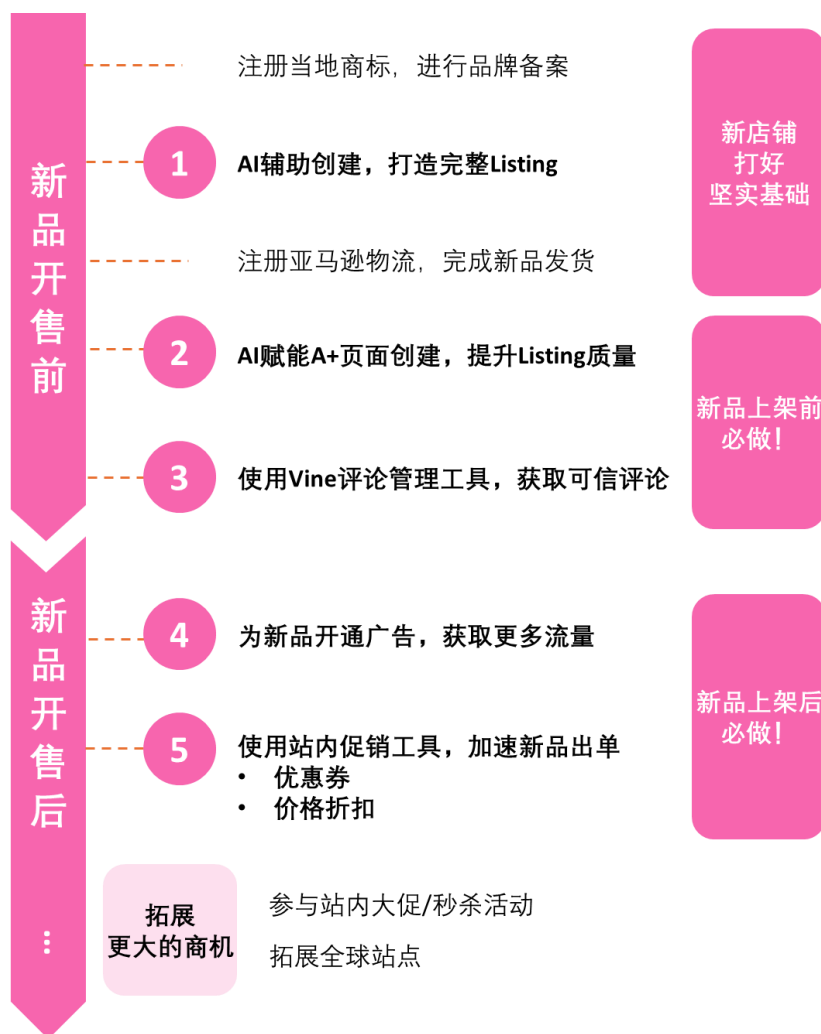 新品开售前
注册当地商标，进行品牌备案
1
AI辅助创建，打造完整Listing
注册亚马逊物流，完成新品发货
新店铺
打好
坚实基础
2
AI赋能A+页面创建，提升Listing质量
3
使用Vine评论管理工具，获取可信评论
新品上架前
必做！
新品开售后
...
4
为新品开通广告，获取更多流量
5
使用站内促销工具，加速新品出单
• 优惠券
• 价格折扣
新品上架后
必做！
拓展
更大的商机
参与站内大促/秒杀活动
拓展全球站点